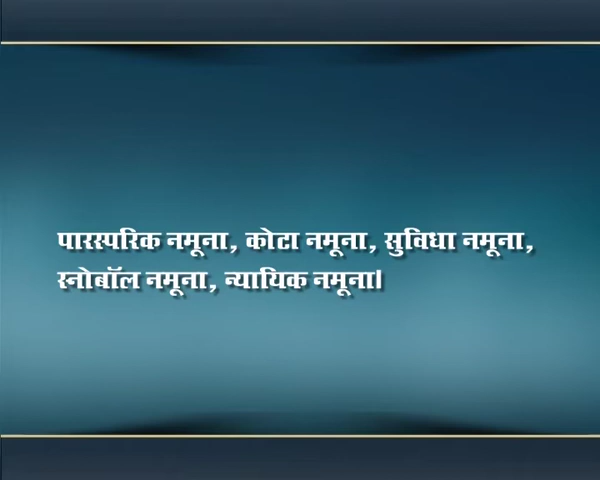 पारस्परिक नमूना, कोटा नमूना, सुविधा नमूना,
स्नोबॉल नमूना, न्यायिक नमूना।